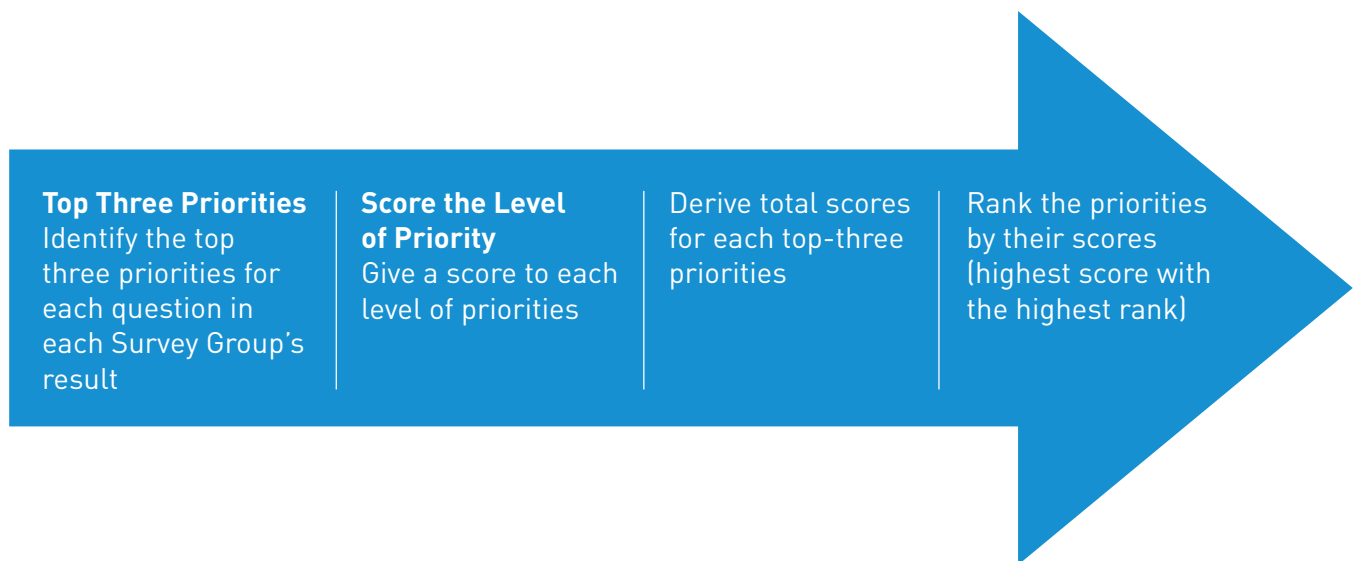 Top Three Priorities
Identify the top
three priorities for
each question in
each Survey Group’s
result
Score the Level
of Priority
Give a score to each
level of priorities
Derive total scores
for each top-three
priorities
Rank the priorities
by their scores
(highest score with
the highest rank)